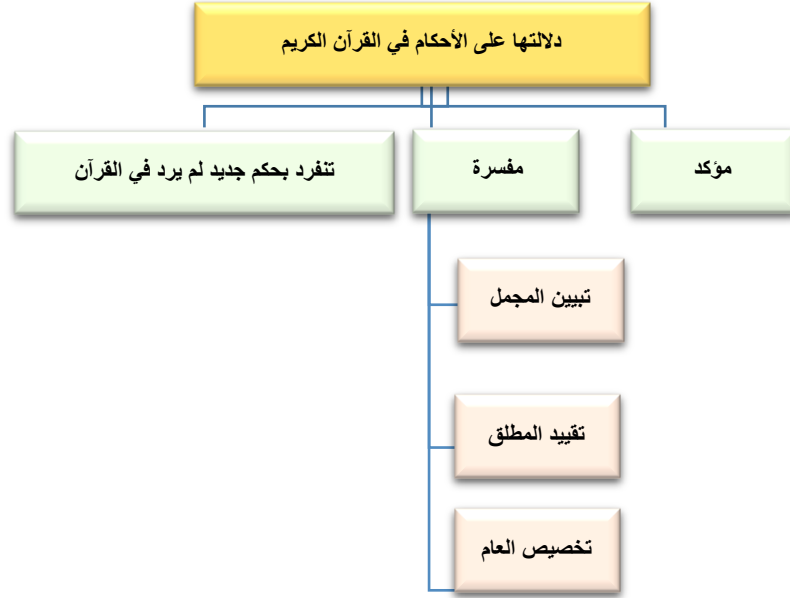 دلالتها على الأحكام في القرآن الكريم
مؤكد
مفسرة
تنفرد بحكم جديد لم يرد في القرآن
تبيين المجمل
تقييد المطلق
تخصيص العام